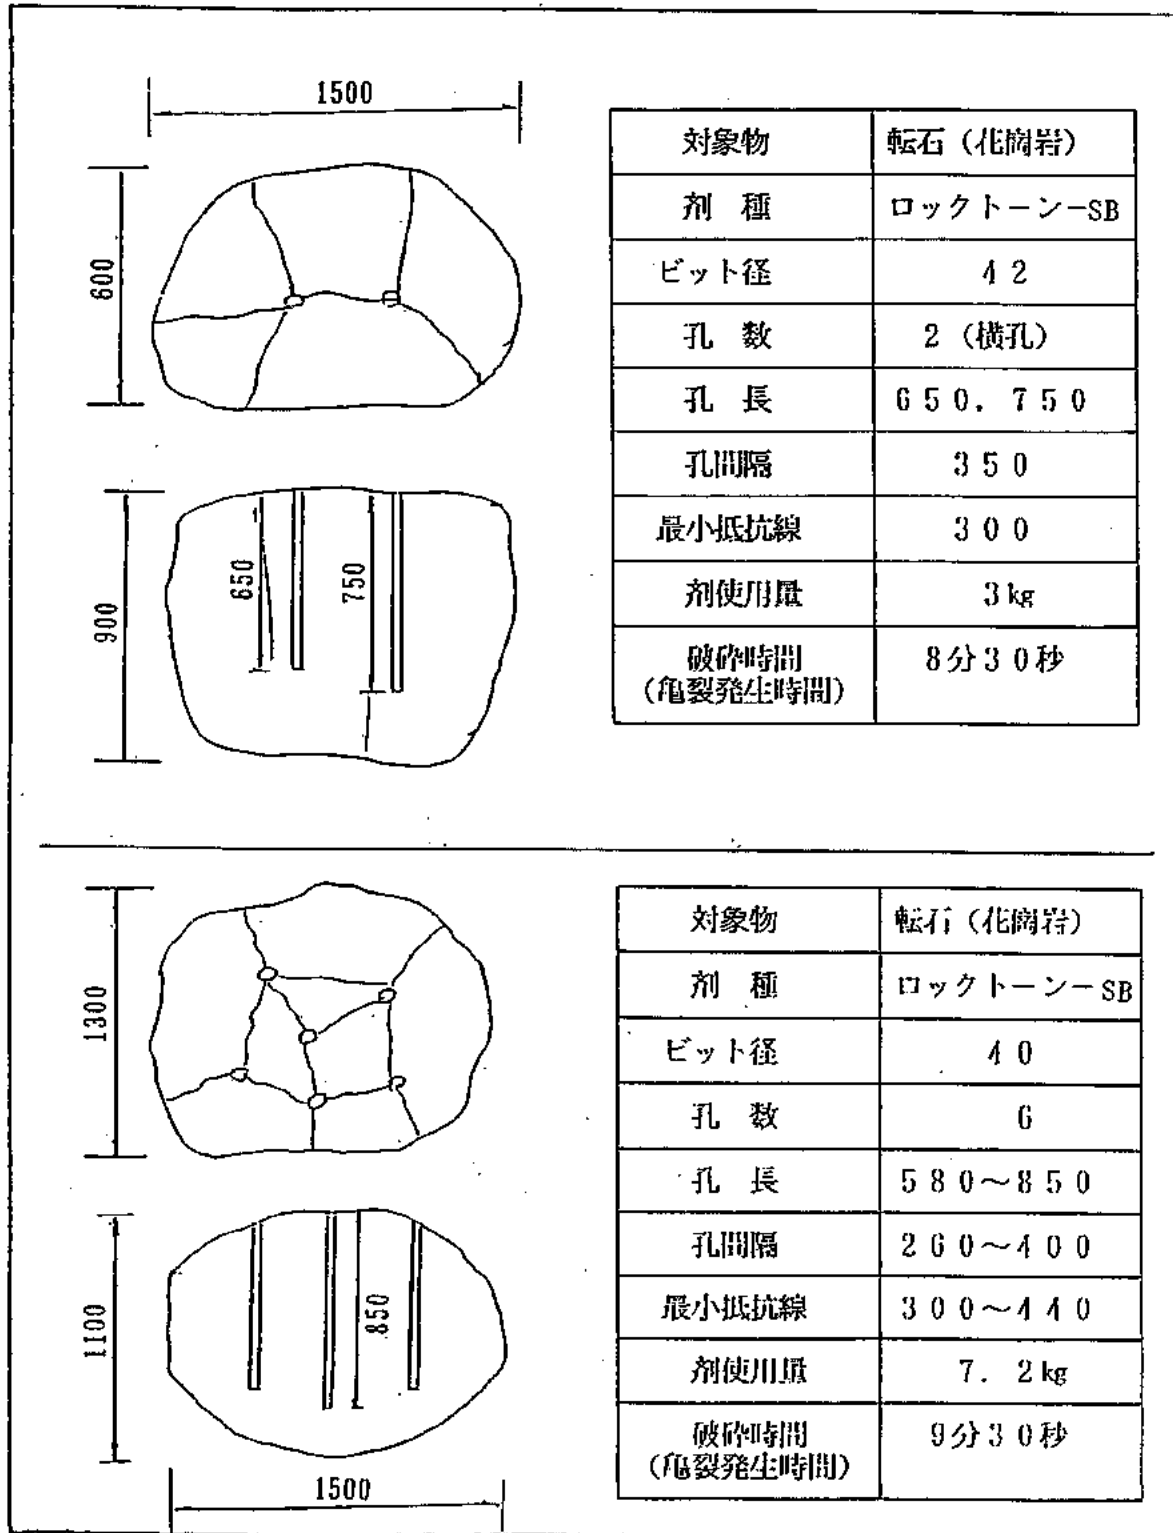 1500
600
650
750
900
対象物 転石（花崗岩）
剤 種 ロックトーン-SB
ビット径 42
孔 数 2（横孔）
孔 長 650．750
孔間隔 350
最小抵抗線 300
剤使用量 3kg
破砕時間 8分30秒
（亀裂発生時間）
1300
850
1100
1500
対象物 転石（花崗岩）
剤 種 ロックトーン-SB
ビット径 40
孔 数 6
孔 長 580～850
孔間隔 260～400
最小抵抗線 300～440
剤使用量 7．2kg
破砕時間 9分30秒
（亀裂発生時間）